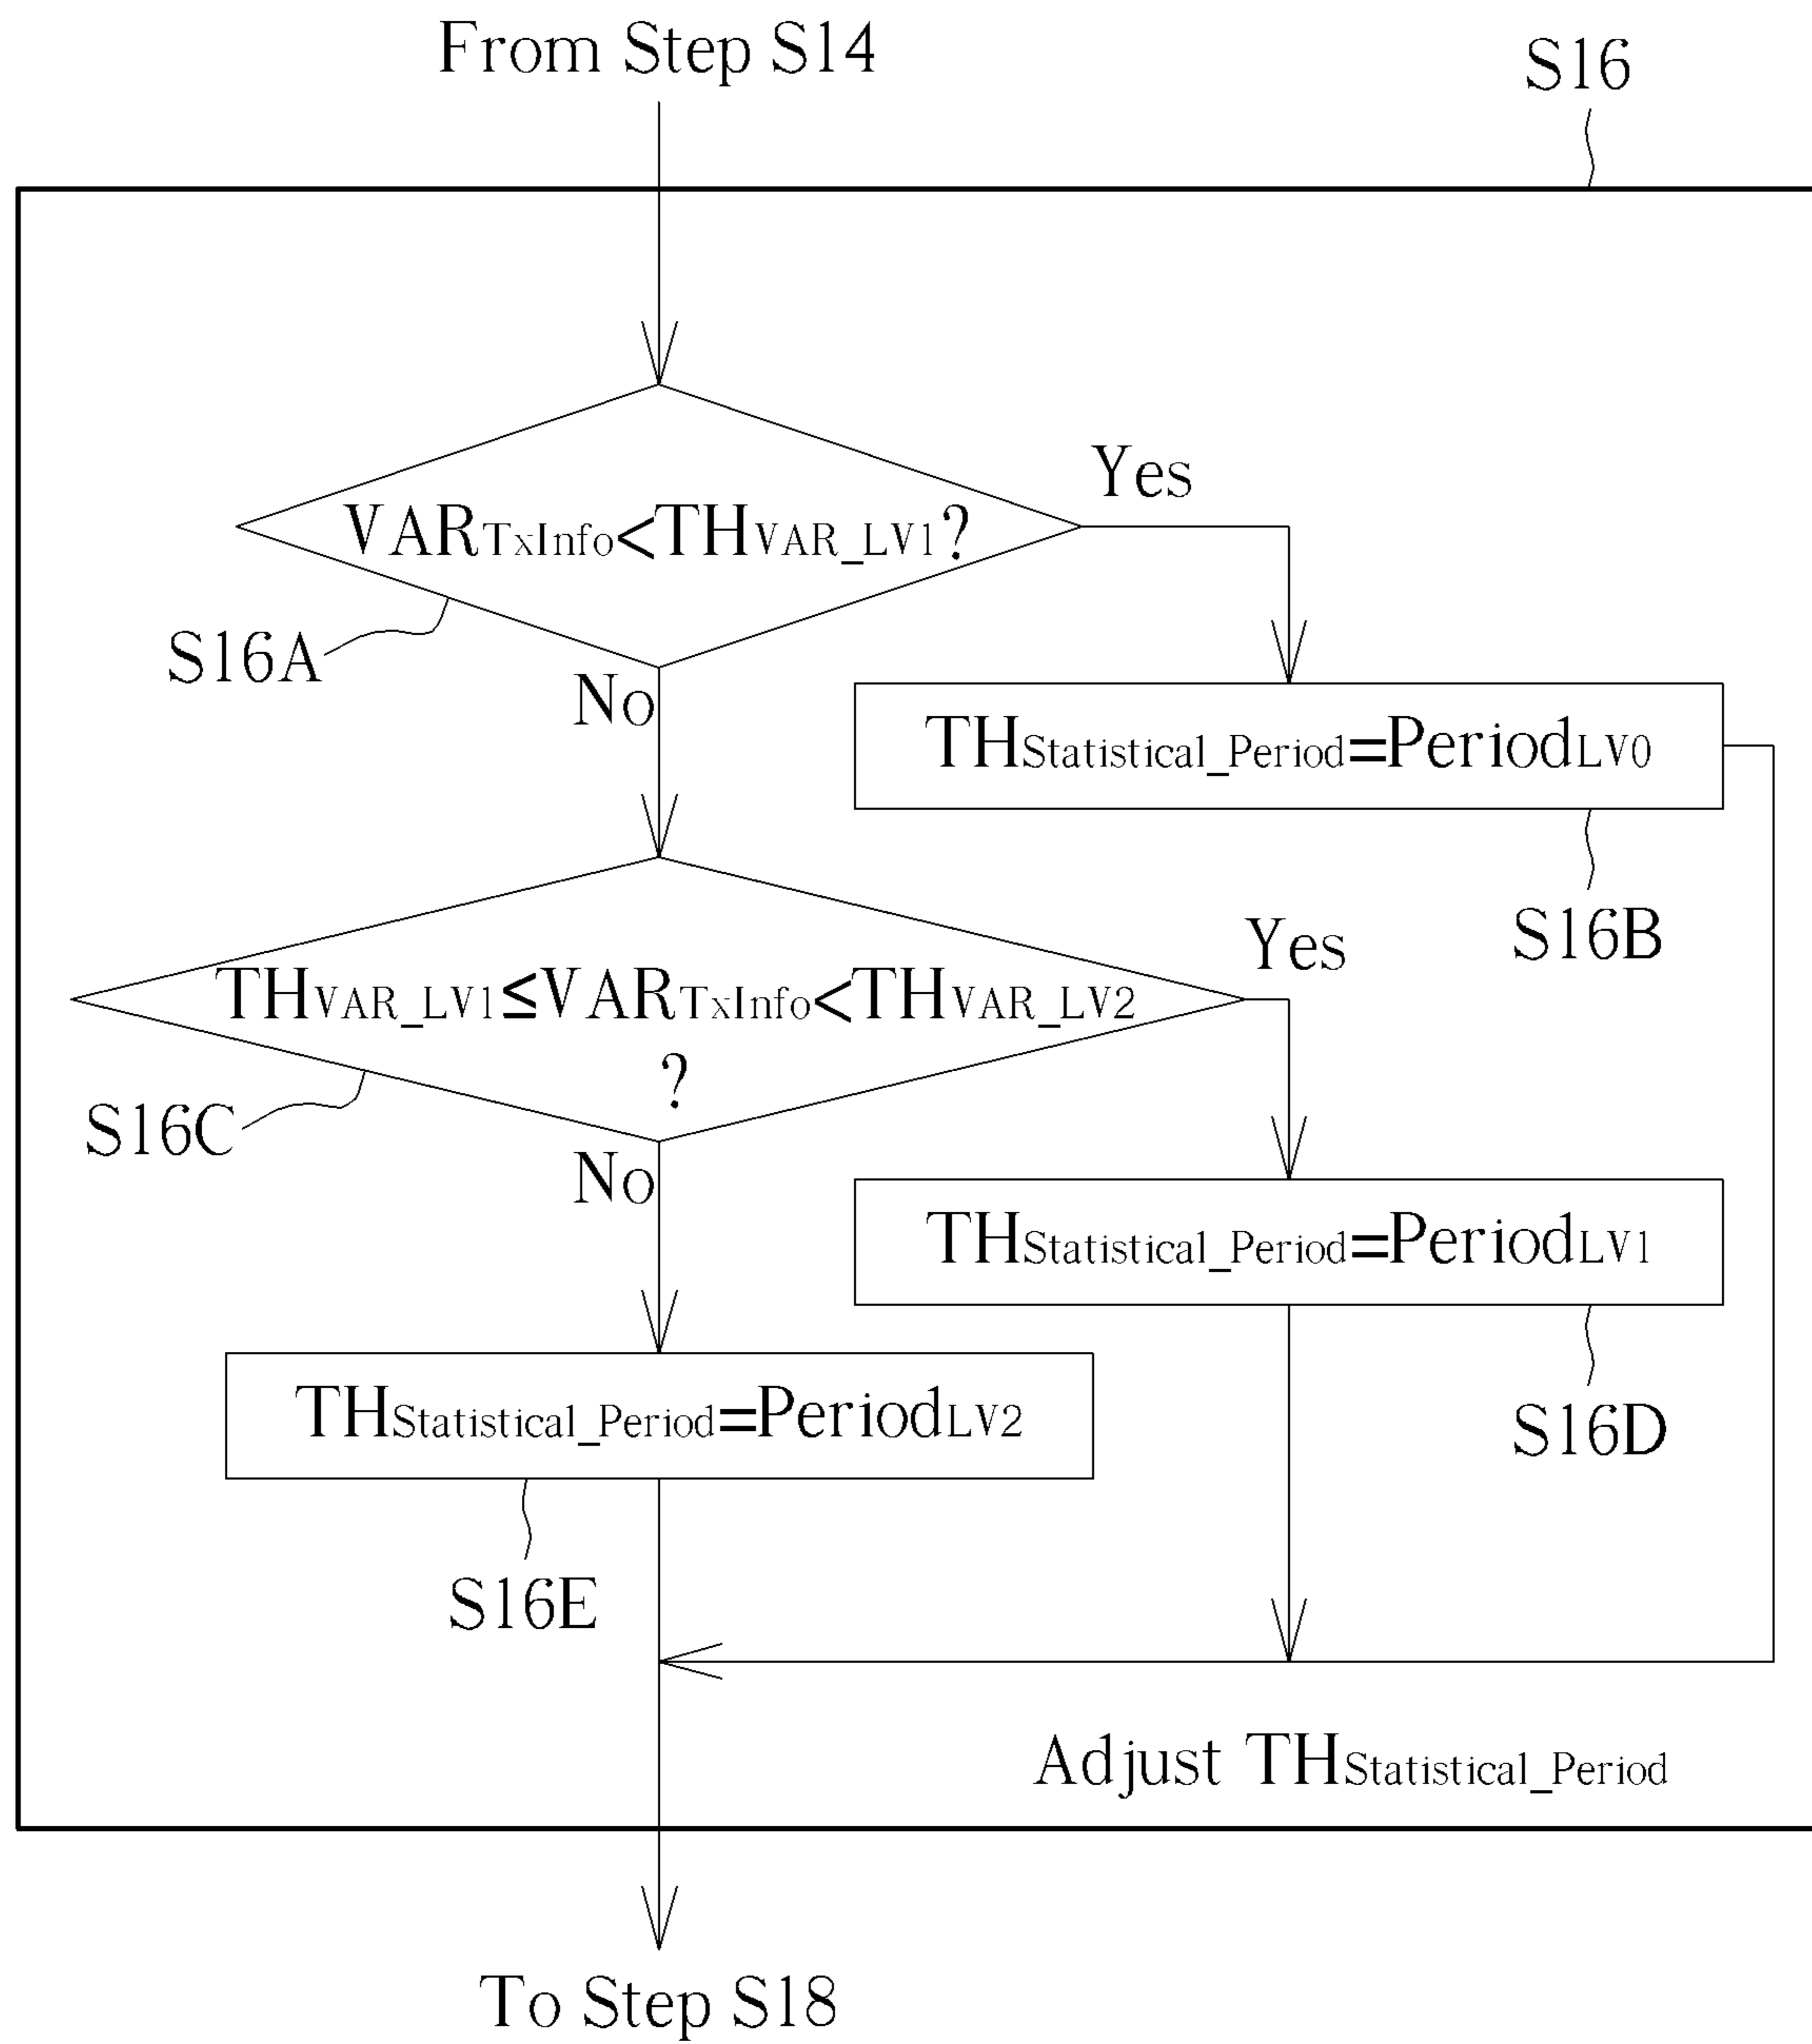 From Step S14
S16
VARTxInfo<THVAR_LV1?
Yes
S16A
No
THStatistical_Period=PeriodLV0
S16B
THVAR_LV1≤VARTxInfo<THVAR_LV2
?
Yes
S16C
No
THStatistical_Period=PeriodLV1
S16D
THStatistical_Period=PeriodLV2
S16E
Adjust THStatistical_Period
To Step S18